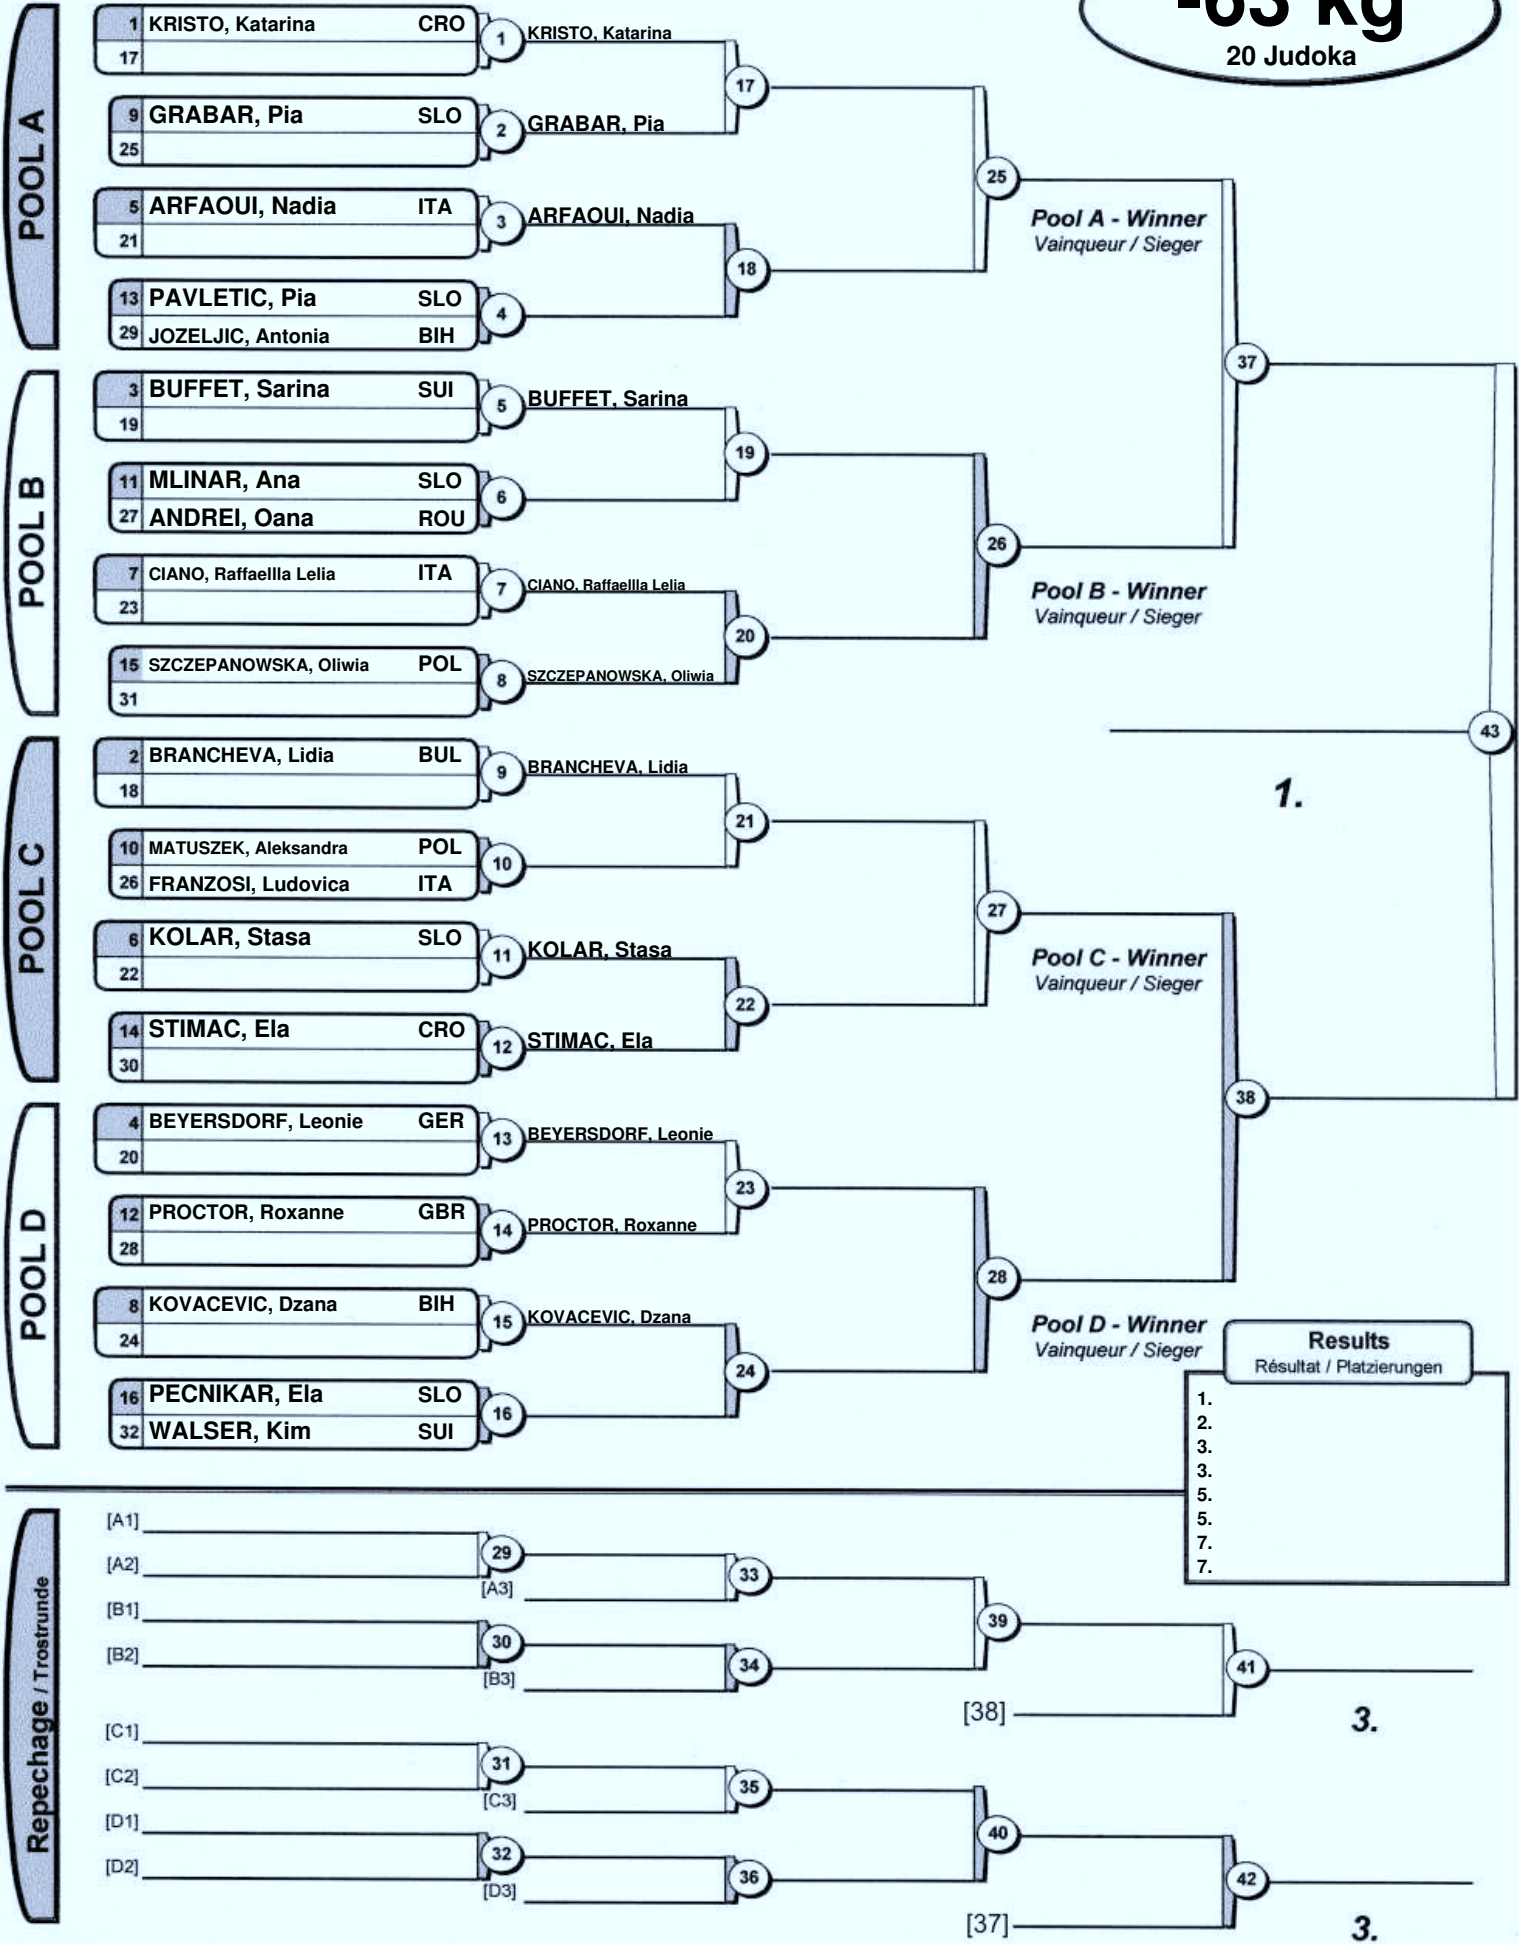 -63 kg
20 Judoka
POOL A
1 KRISTO, Katarina CRO
17
1 KRISTO, Katarina
17
9 GRABAR, Pia SLO
25
2 GRABAR, Pia
25
5 ARFAOUI, Nadia ITA
21
3 ARFAOUI, Nadia
Pool A - Winner
Vainqueur / Sieger
18
13 PAVLETIC, Pia SLO
29 JOZELJIC, Antonia BIH
4
37
POOL B
3 BUFFET, Sarina SUI
19
5 BUFFET, Sarina
19
11 MLINAR, Ana SLO
27 ANDREI, Oana ROU
6
26
7 CIANO, Raffaellla Lelia ITA
23
7 CIANO, Raffaellla Lelia
Pool B - Winner
Vainqueur / Sieger
20
15 SZCZEPANOWSKA, Oliwia POL
31
8 SZCZEPANOWSKA, Oliwia
43
1.
POOL C
2 BRANCHEVA, Lidia BUL
18
9 BRANCHEVA, Lidia
21
10 MATUSZEK, Aleksandra POL
26 FRANZOSI, Ludovica ITA
10
27
6 KOLAR, Stasa SLO
22
11 KOLAR, Stasa
Pool C - Winner
Vainqueur / Sieger
22
14 STIMAC, Ela CRO
30
12 STIMAC, Ela
38
POOL D
4 BEYERSDORF, Leonie GER
20
13 BEYERSDORF, Leonie
23
12 PROCTOR, Roxanne GBR
28
14 PROCTOR, Roxanne
28
8 KOVACEVIC, Dzana BIH
24
15 KOVACEVIC, Dzana
Pool D - Winner
Vainqueur / Sieger
24
16 PECNIKAR, Ela SLO
32 WALSER, Kim SUI
16
Results
Résultat / Platzierungen
1.
2.
3.
3.
5.
5.
7.
7.
Repechage / Trostrunde
[A1]
29
[A2]
[A3]
33
[B1]
39
[B2]
30
[B3]
34
41
[38]
3.
[C1]
31
[C2]
[C3]
35
[D1]
40
[D2]
32
[D3]
36
42
[37]
3.